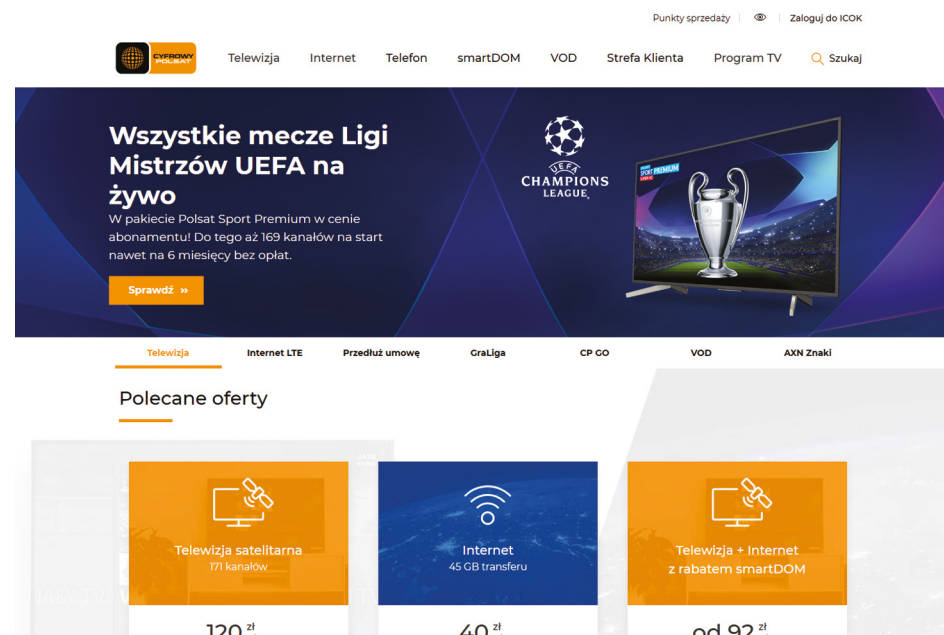 Punkty sprzedaży
Zaloguj do ICOK
CYFROWY
POLSAT
Telewizja Internet Telefon smartDOM VOD Strefa Klienta Program TV Szukaj
Wszystkie mecze Ligi
Mistrzów UEFA na
żywo
W pakiecie Polsat Sport Premium w cenie
abonamentu! Do tego aż 169 kanałów na start
nawet na 6 miesięcy bez opłat.
Sprawdź »
UEFA
CHAMPIONS
LEAGUE
SPORT PREMIUM
Telewizja Internet LTE Przedłuż umowę GraLiga CP GO VOD AXN Znaki
Polecane oferty
Telewizja satelitarna
171 kanałów
Internet
45 GB transferu
Telewizja + Internet
z rabatem smartDOM
120 zł
40 zł
od 92 zł